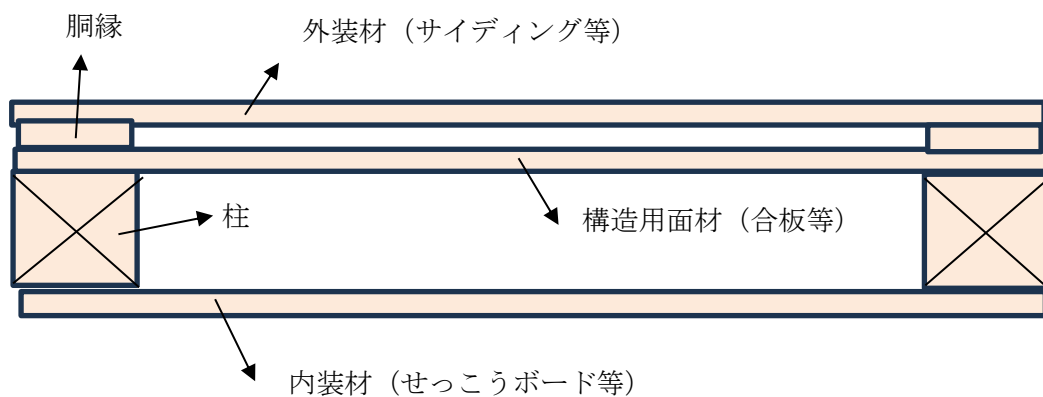 胴縁
外装材（サイディング等）
柱
構造用面材（合板等）
内装材（せっこうボード等）